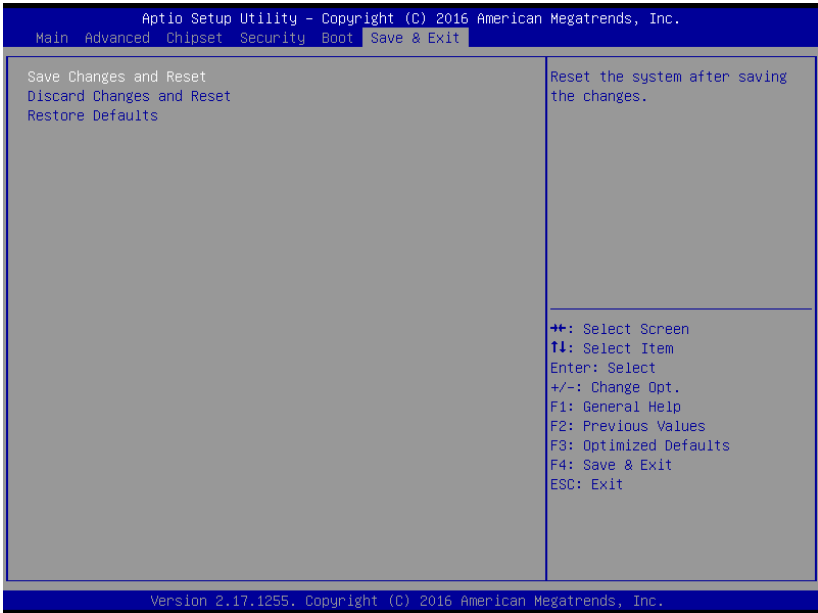 Aptio Setup Utility – Copyright (C) 2016 American Megatrends, Inc.
Main Advanced Chipset Security Boot Save & Exit
Save Changes and Reset
Discard Changes and Reset
Restore Defaults
Reset the system after saving
the changes.
→←: Select Screen
↑↓: Select Item
Enter: Select
+/-: Change Opt.
F1: General Help
F2: Previous Values
F3: Optimized Defaults
F4: Save & Exit
ESC: Exit
Version 2.17.1255. Copyright (C) 2016 American Megatrends, Inc.